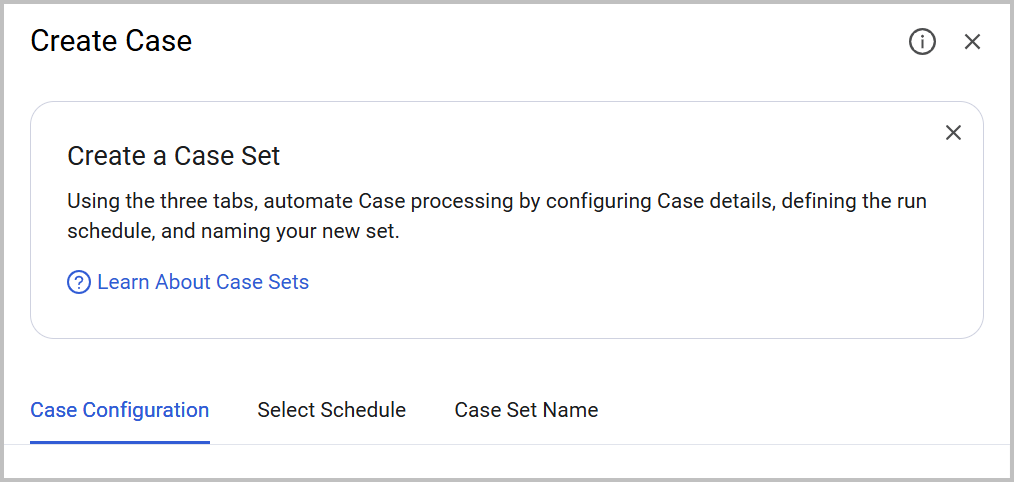 Create Case
Create a Case Set
Using the three tabs, automate Case processing by configuring Case details, defining the run
schedule, and naming your new set.
Learn About Case Sets
Case Configuration Select Schedule Case Set Name